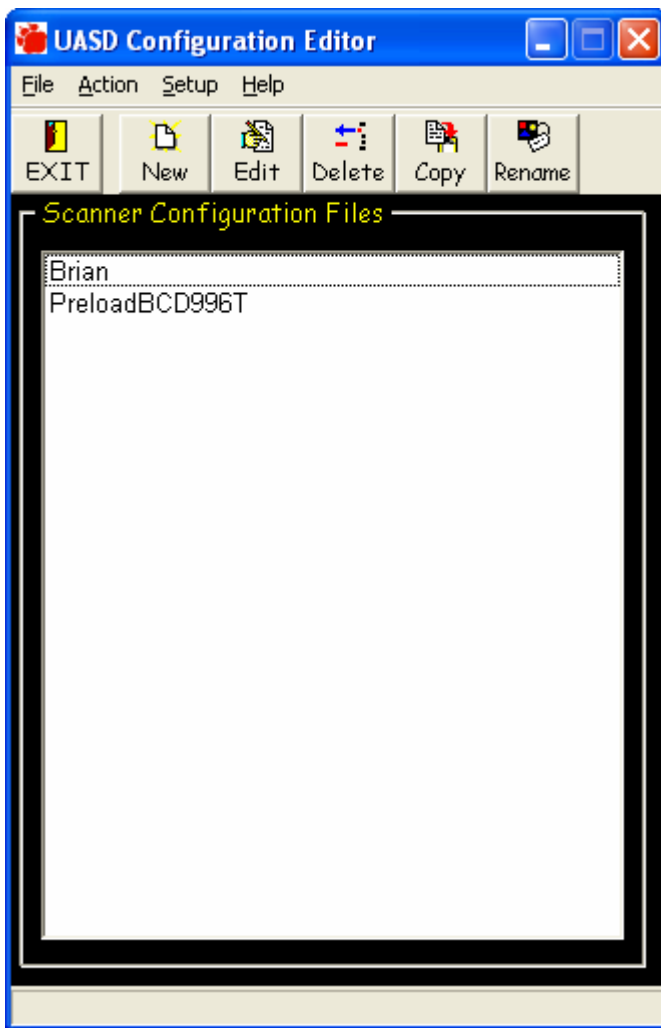 UASD Configuration Editor
File Action Setup Help
EXIT New Edit Delete Copy Rename
Scanner Configuration Files
Brian
PreloadBCD996T